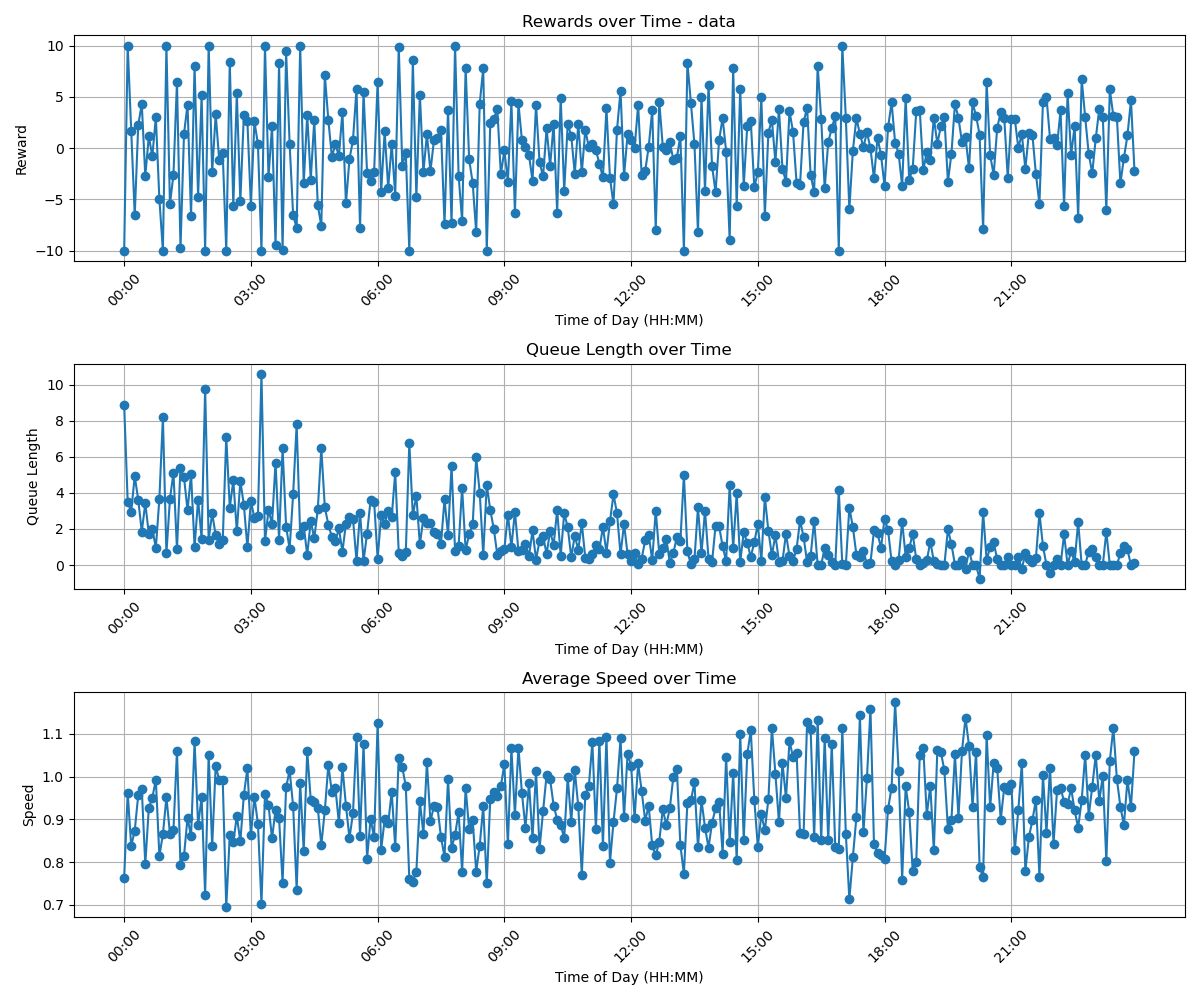 Rewards over Time - data
10
5
0
−5
−10
Reward
00:00 03:00 06:00 09:00 12:00 15:00 18:00 21:00
Time of Day (HH:MM)
Queue Length over Time
10
8
6
4
2
0
Queue Length
00:00 03:00 06:00 09:00 12:00 15:00 18:00 21:00
Time of Day (HH:MM)
Average Speed over Time
1.1
1.0
0.9
0.8
0.7
Speed
00:00 03:00 06:00 09:00 12:00 15:00 18:00 21:00
Time of Day (HH:MM)